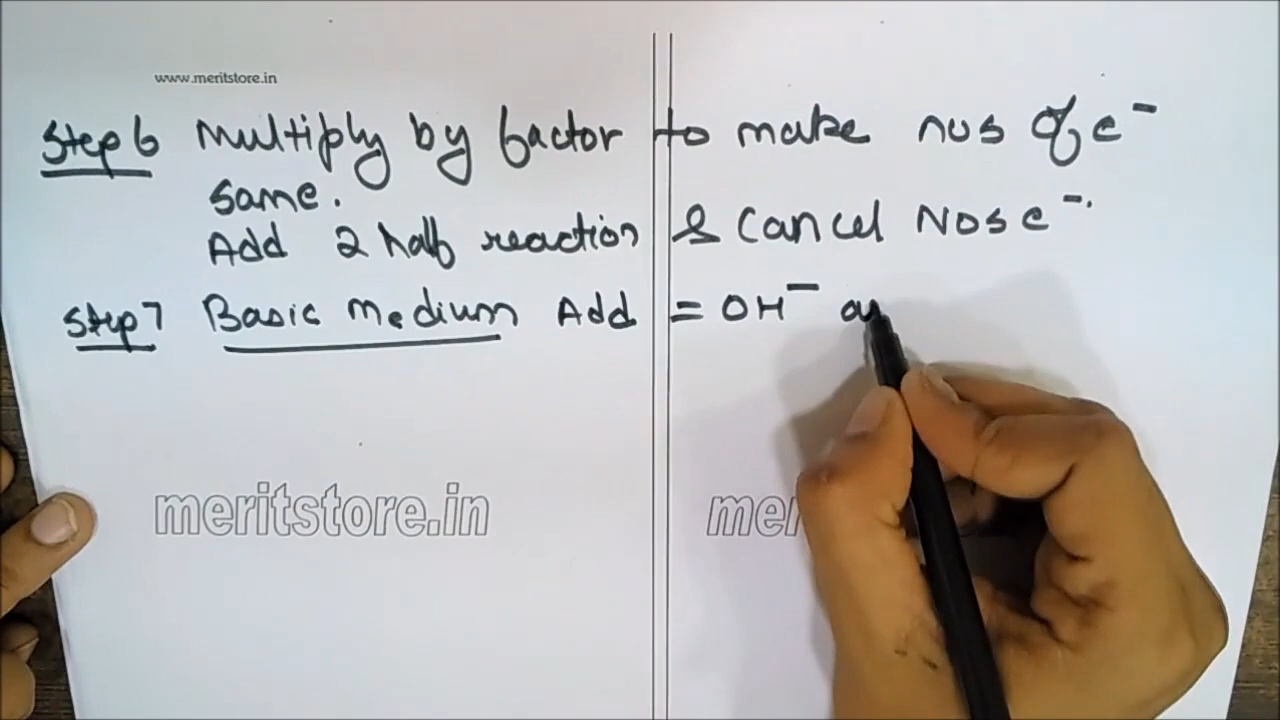 www.meritstore.in
Step 6 Multiply by factor to make nos of e⁻
same.
Add 2 half reaction & cancel Nos e⁻.
Step 7 Basic Medium Add = OH⁻
meritstore.in